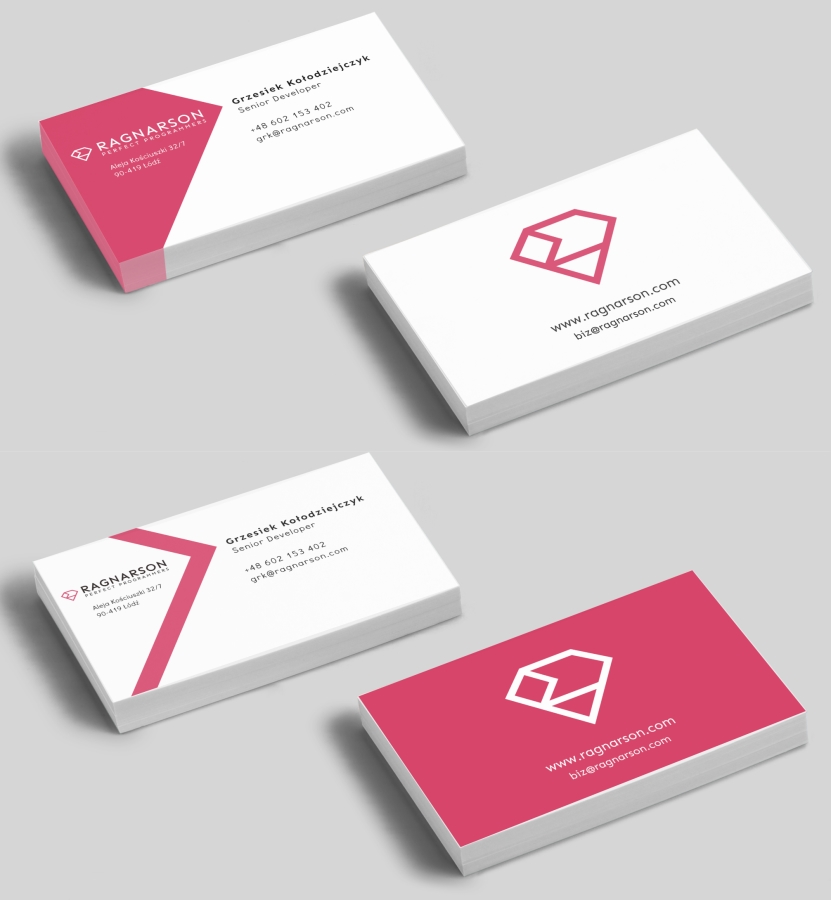 RAGNARSON
PERFECT PROGRAMMERS
Aleja Kościuszki 32/7
90-419 Łódź
Grzesiek Kołodziejczyk
Senior Developer
+48 602 153 402
grk@ragnarson.com
www.ragnarson.com
biz@ragnarson.com
RAGNARSON
PERFECT PROGRAMMERS
Aleja Kościuszki 32/7
90-419 Łódź
Grzesiek Kołodziejczyk
Senior Developer
+48 602 153 402
grk@ragnarson.com
www.ragnarson.com
biz@ragnarson.com